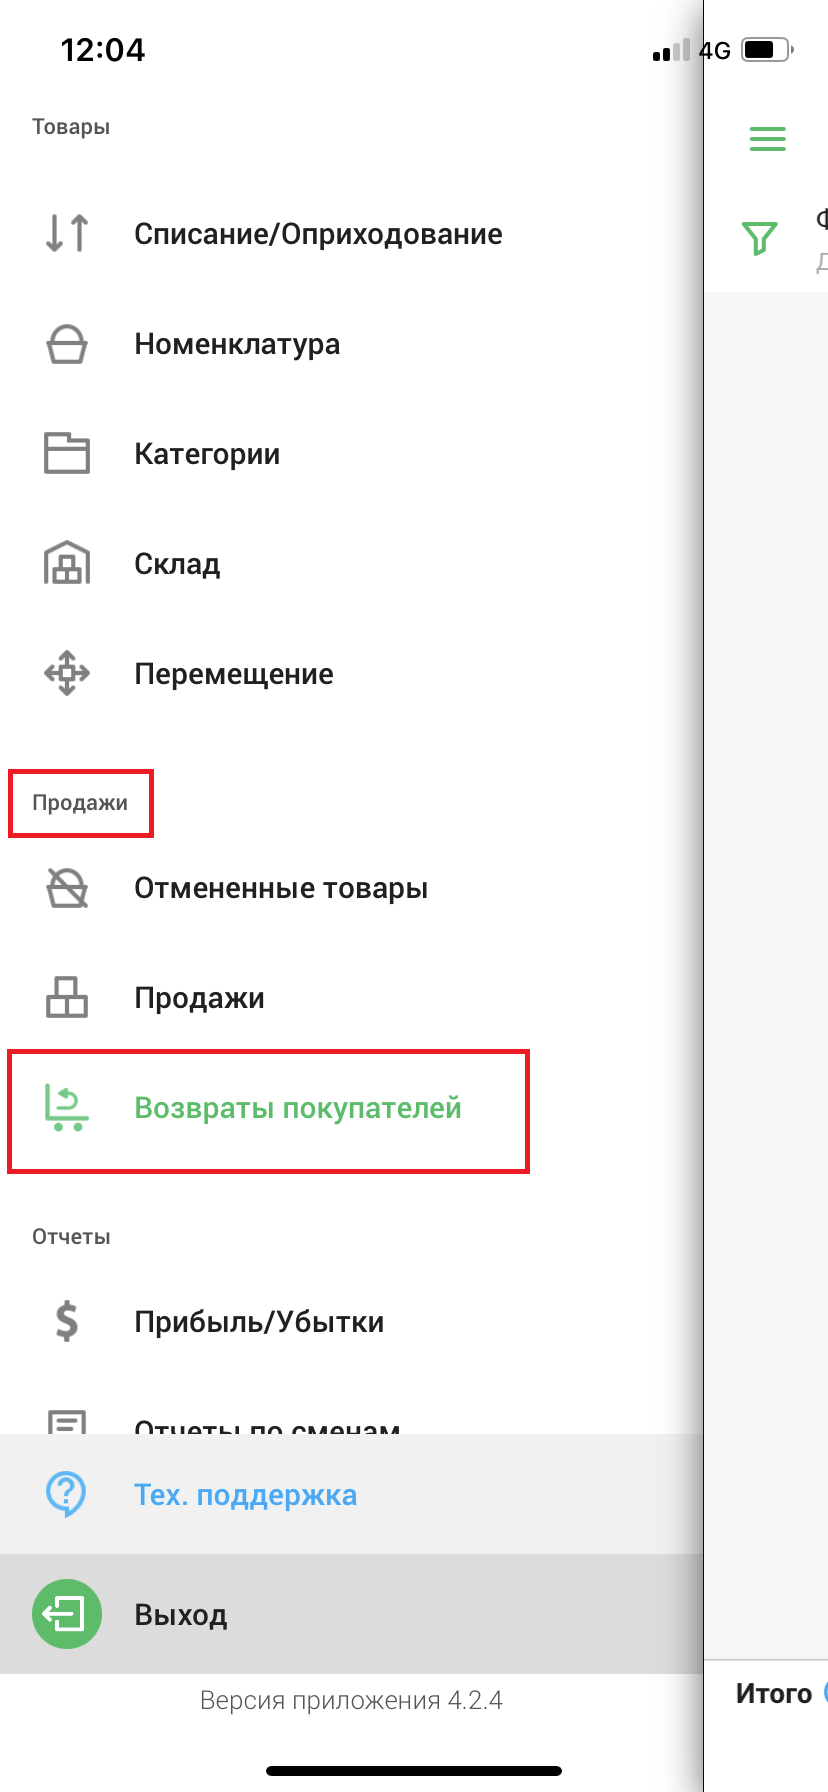 12:04
4G
Товары
Списание/Оприходование
Номенклатура
Категории
Склад
Перемещение
Продажи
Отмененные товары
Продажи
Возвраты покупателей
Отчеты
Прибыль/Убытки
Отчеты по сменам
Тех. поддержка
Выход
Версия приложения 4.2.4
Итого